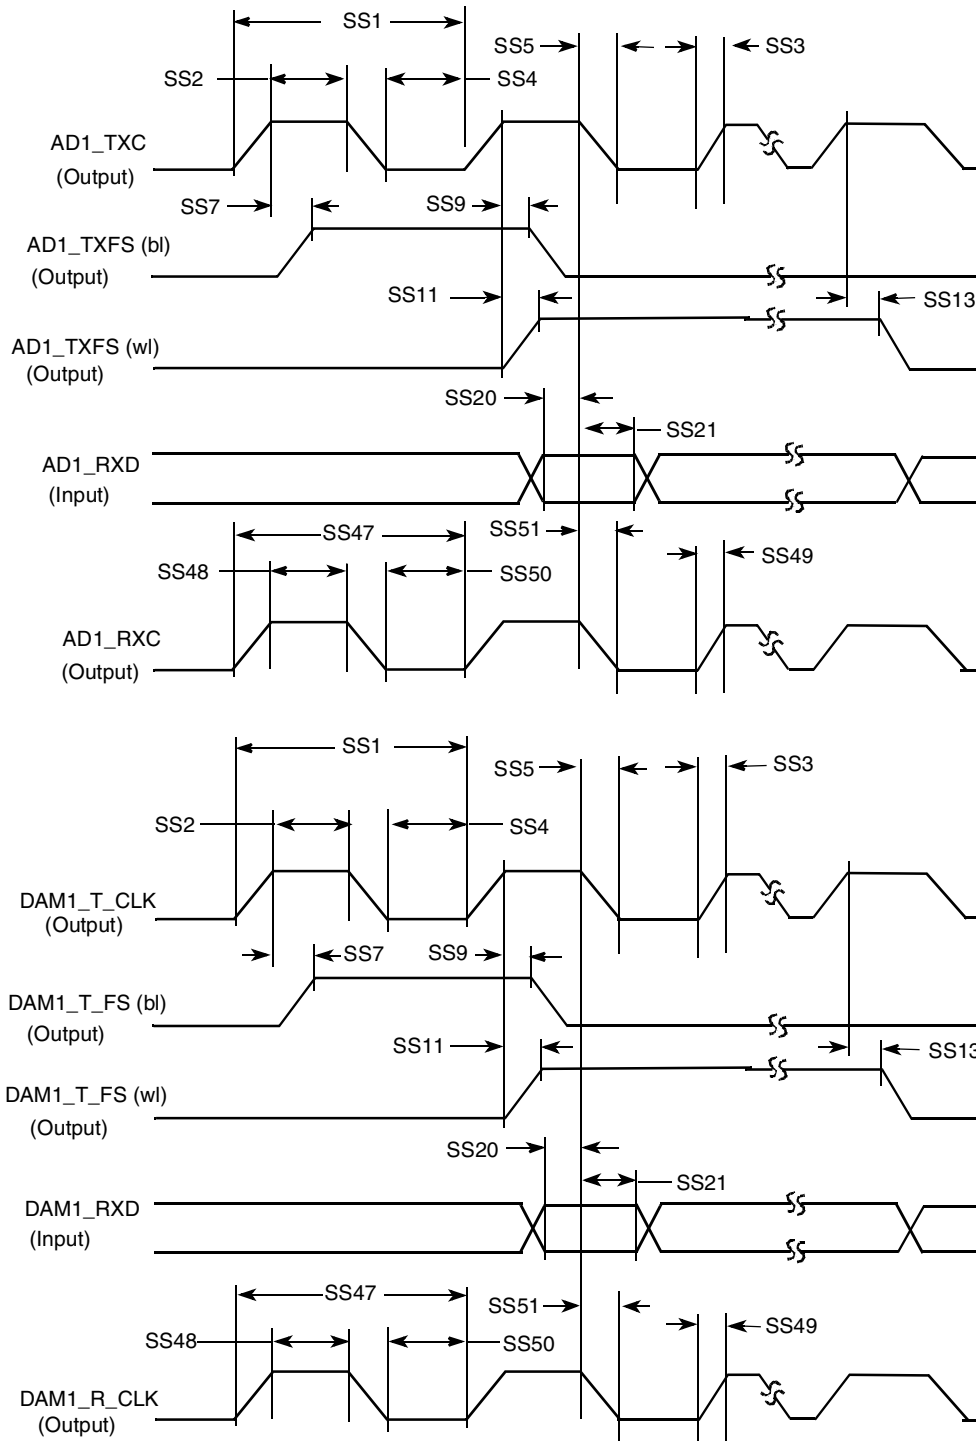 SS1
SS5
SS3
SS2
SS4
AD1_TXC
(Output)
SS7
SS9
AD1_TXFS (bl)
(Output)
SS11
SS13
AD1_TXFS (wl)
(Output)
SS20
SS21
AD1_RXD
(Input)
SS47
SS51
SS49
SS48
SS50
AD1_RXC
(Output)
SS1
SS5
SS3
SS2
SS4
DAM1_T_CLK
(Output)
SS7
SS9
DAM1_T_FS (bl)
(Output)
SS11
SS13
DAM1_T_FS (wl)
(Output)
SS20
SS21
DAM1_RXD
(Input)
SS47
SS51
SS49
SS48
SS50
DAM1_R_CLK
(Output)